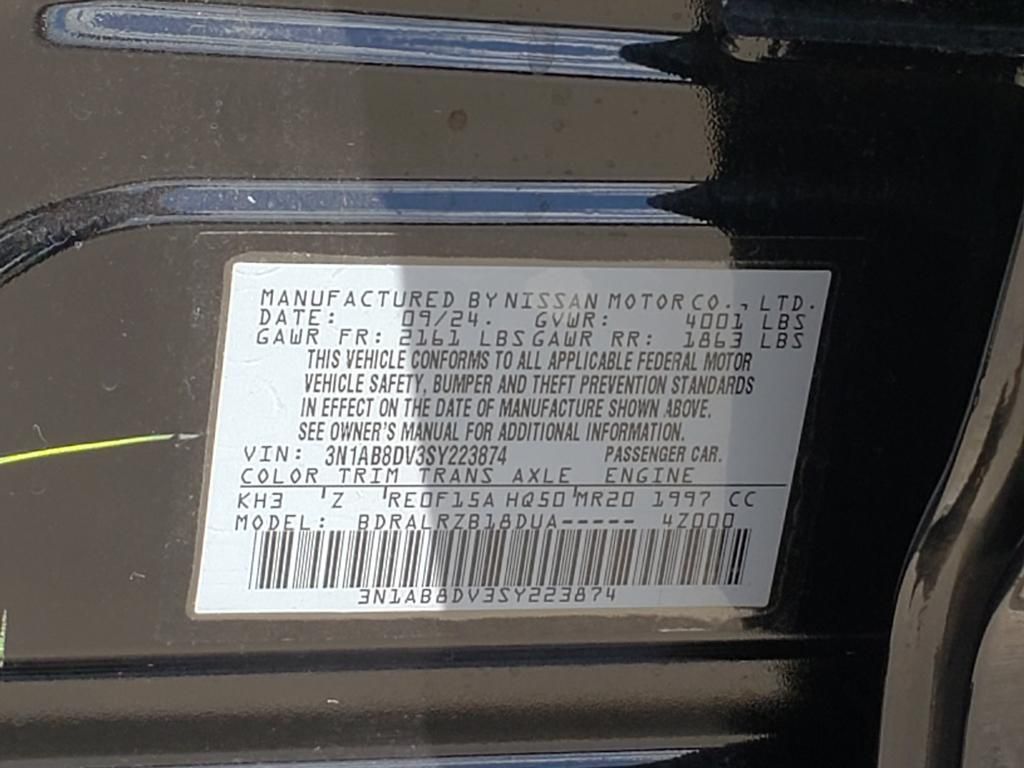 MANUFACTURED BY NISSAN MOTOR CO., LTD.
DATE: 09/24. GVWR: 4001 LBS
GAWR FR: 2161 LBS GAWR RR: 1863 LBS
THIS VEHICLE CONFORMS TO ALL APPLICABLE FEDERAL MOTOR
VEHICLE SAFETY, BUMPER AND THEFT PREVENTION STANDARDS
IN EFFECT ON THE DATE OF MANUFACTURE SHOWN ABOVE.
SEE OWNER'S MANUAL FOR ADDITIONAL INFORMATION.
VIN: 3N1AB8DV3SY223874 PASSENGER CAR.
COLOR TRIM TRANS AXLE ENGINE
KH3 Z RE0F15A HQ50 MR20 1997 CC
MODEL: BDRALRZB18DUA----- 4Z000
3N1AB8DV3SY223874